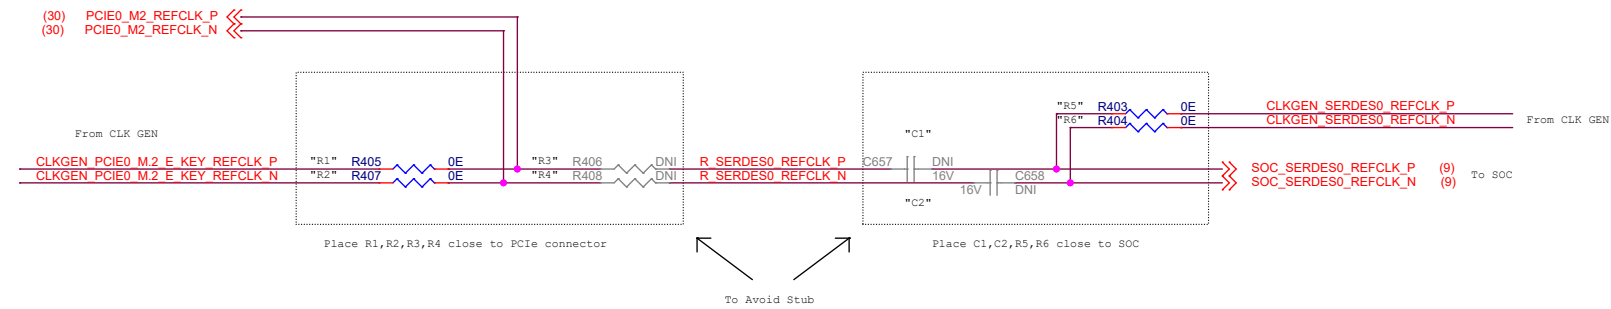 (30) PCIE0_M2_REFCLK_P
(30) PCIE0_M2_REFCLK_N
From CLK GEN
CLKGEN_PCIE0_M.2_E_KEY_REFCLK_P "R1" R405 0E "R3" R406 DNI R_SERDES0_REFCLK_P C657 DNI
CLKGEN_PCIE0_M.2_E_KEY_REFCLK_N "R2" R407 0E "R4" R408 DNI R_SERDES0_REFCLK_N 16V C658
16V DNI
"C1"
"C2"
"R5" R403 0E CLKGEN_SERDES0_REFCLK_P
"R6" R404 0E CLKGEN_SERDES0_REFCLK_N
From CLK GEN
SOC_SERDES0_REFCLK_P (9)
SOC_SERDES0_REFCLK_N (9)
To SOC
Place R1,R2,R3,R4 close to PCIe connector
Place C1,C2,R5,R6 close to SOC
To Avoid Stub